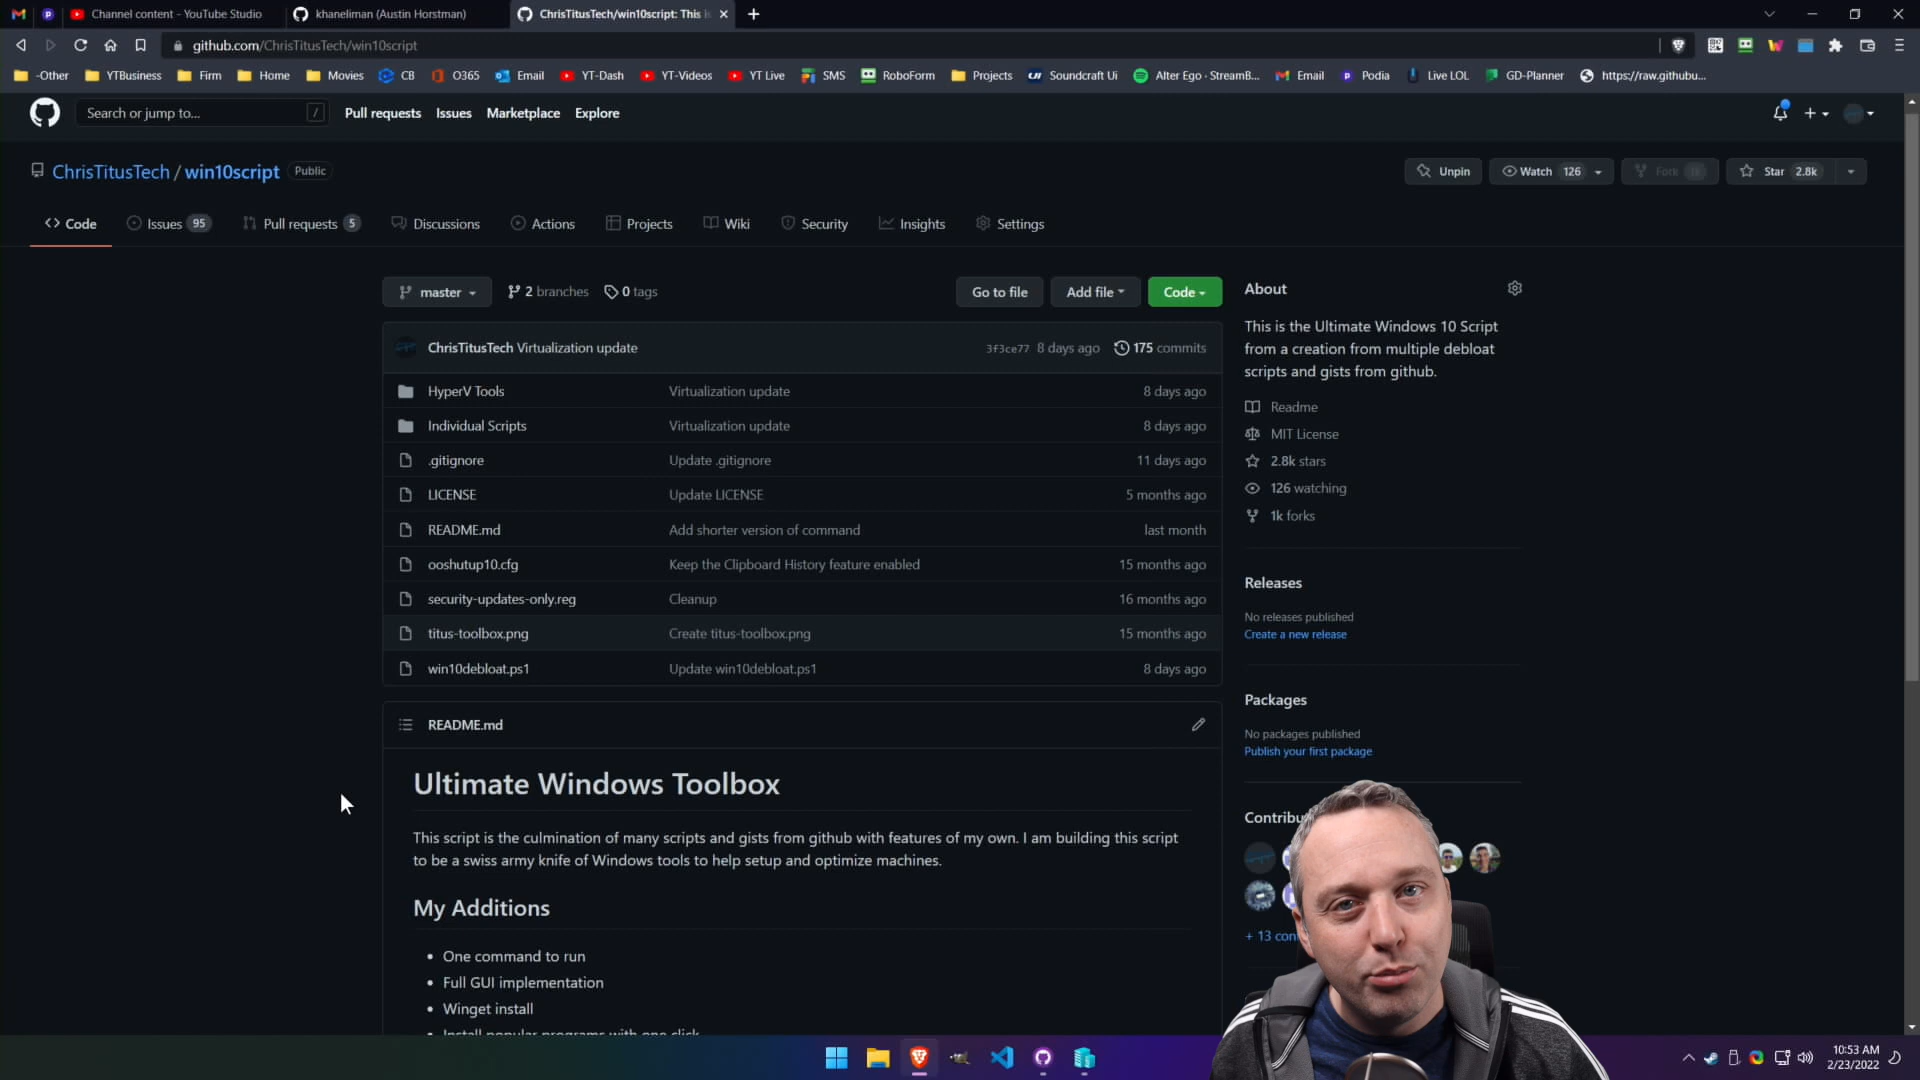 Channel content - YouTube Studio
khaneliman (Austin Horstman)
ChrisTitusTech/win10script: This i
github.com/ChrisTitusTech/win10script
-Other
YTBusiness
Firm
Home
Movies
CB
O365
Email
YT-Dash
YT-Videos
YT Live
SMS
RoboForm
Projects
Soundcraft Ui
Alter Ego - StreamB...
Email
Podia
Live LOL
GD-Planner
https://raw.githubu...
Search or jump to...
/
Pull requests
Issues
Marketplace
Explore
ChrisTitusTech / win10script
Public
Unpin
Watch 126
Fork 1k
Star 2.8k
Code
Issues 95
Pull requests 5
Discussions
Actions
Projects
Wiki
Security
Insights
Settings
master
2 branches
0 tags
Go to file
Add file
Code
ChrisTitusTech Virtualization update
3f3ce77 8 days ago
175 commits
HyperV Tools
Virtualization update
8 days ago
Individual Scripts
Virtualization update
8 days ago
.gitignore
Update .gitignore
11 days ago
LICENSE
Update LICENSE
5 months ago
README.md
Add shorter version of command
last month
ooshutup10.cfg
Keep the Clipboard History feature enabled
15 months ago
security-updates-only.reg
Cleanup
16 months ago
titus-toolbox.png
Create titus-toolbox.png
15 months ago
win10debloat.ps1
Update win10debloat.ps1
8 days ago
README.md
Ultimate Windows Toolbox
This script is the culmination of many scripts and gists from github with features of my own. I am building this script
to be a swiss army knife of Windows tools to help setup and optimize machines.
My Additions
• One command to run
• Full GUI implementation
• Winget install
• Install popular programs with one click
About
This is the Ultimate Windows 10 Script
from a creation from multiple debloat
scripts and gists from github.
Readme
MIT License
2.8k stars
126 watching
1k forks
Releases
No releases published
Create a new release
Packages
No packages published
Publish your first package
Contribu
+ 13 con
10:53 AM
2/23/2022